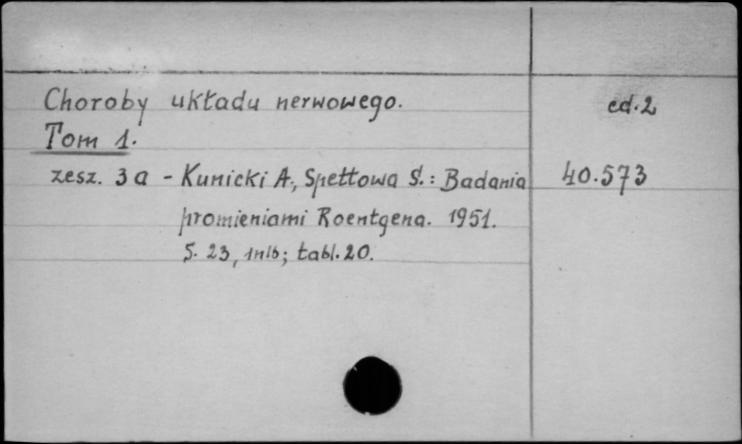 Choroby układu nerwowego.
cd.2
Tom 1.
zesz. 3a - Kunicki A., Spettowa S.: Badania
40.573
promieniami Roentgena. 1951.
S. 23, 1nlb; tabl. 20.